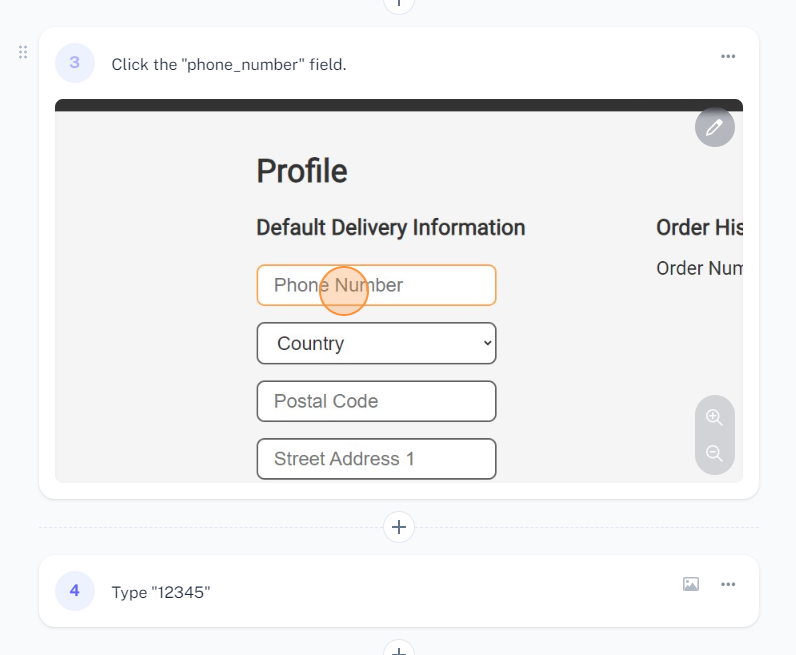 3
Click the "phone_number" field.
Profile
Default Delivery Information
Order His
Phone Number
Order Num
Country
Postal Code
Street Address 1
4
Type "12345"